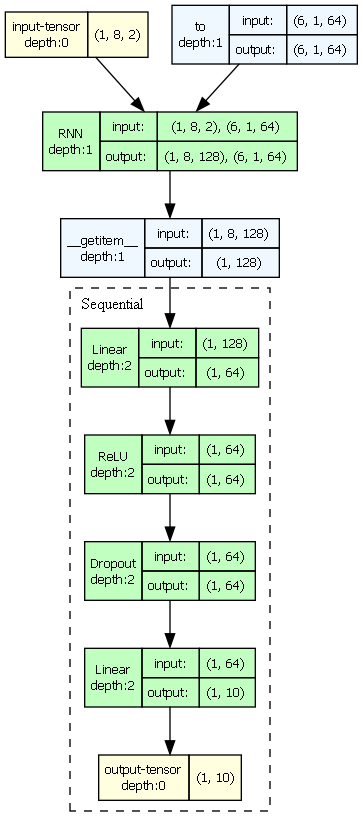 input-tensor
depth:0
(1, 8, 2)
to
depth:1
input:
(6, 1, 64)
output:
(6, 1, 64)
RNN
depth:1
input:
(1, 8, 2), (6, 1, 64)
output:
(1, 8, 128), (6, 1, 64)
__getitem__
depth:1
input:
(1, 8, 128)
output:
(1, 128)
Sequential
Linear
depth:2
input:
(1, 128)
output:
(1, 64)
ReLU
depth:2
input:
(1, 64)
output:
(1, 64)
Dropout
depth:2
input:
(1, 64)
output:
(1, 64)
Linear
depth:2
input:
(1, 64)
output:
(1, 10)
output-tensor
depth:0
(1, 10)